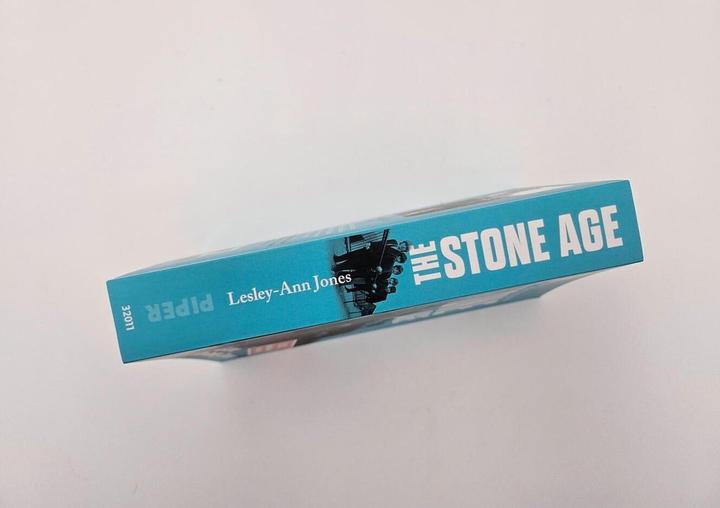 THE STONE AGE
Lesley-Ann Jones
PIPER
32011